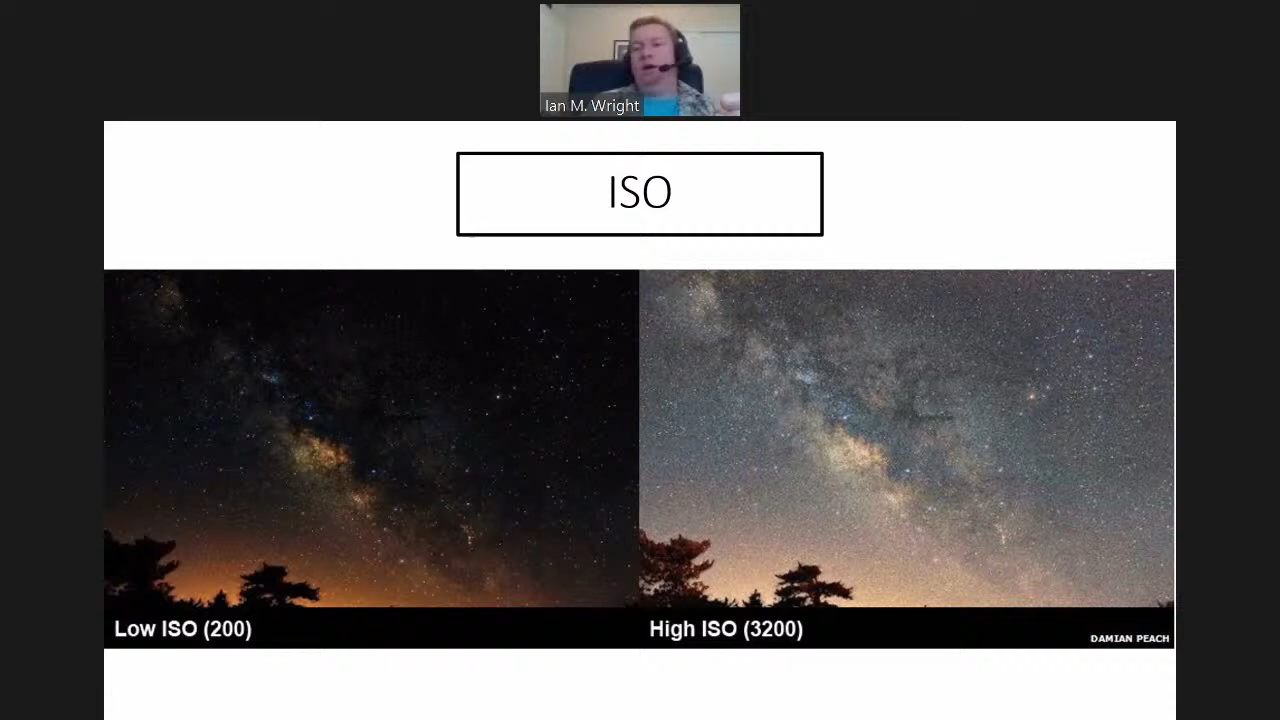 Ian M. Wright
ISO
Low ISO (200)
High ISO (3200)
DAMIAN PEACH